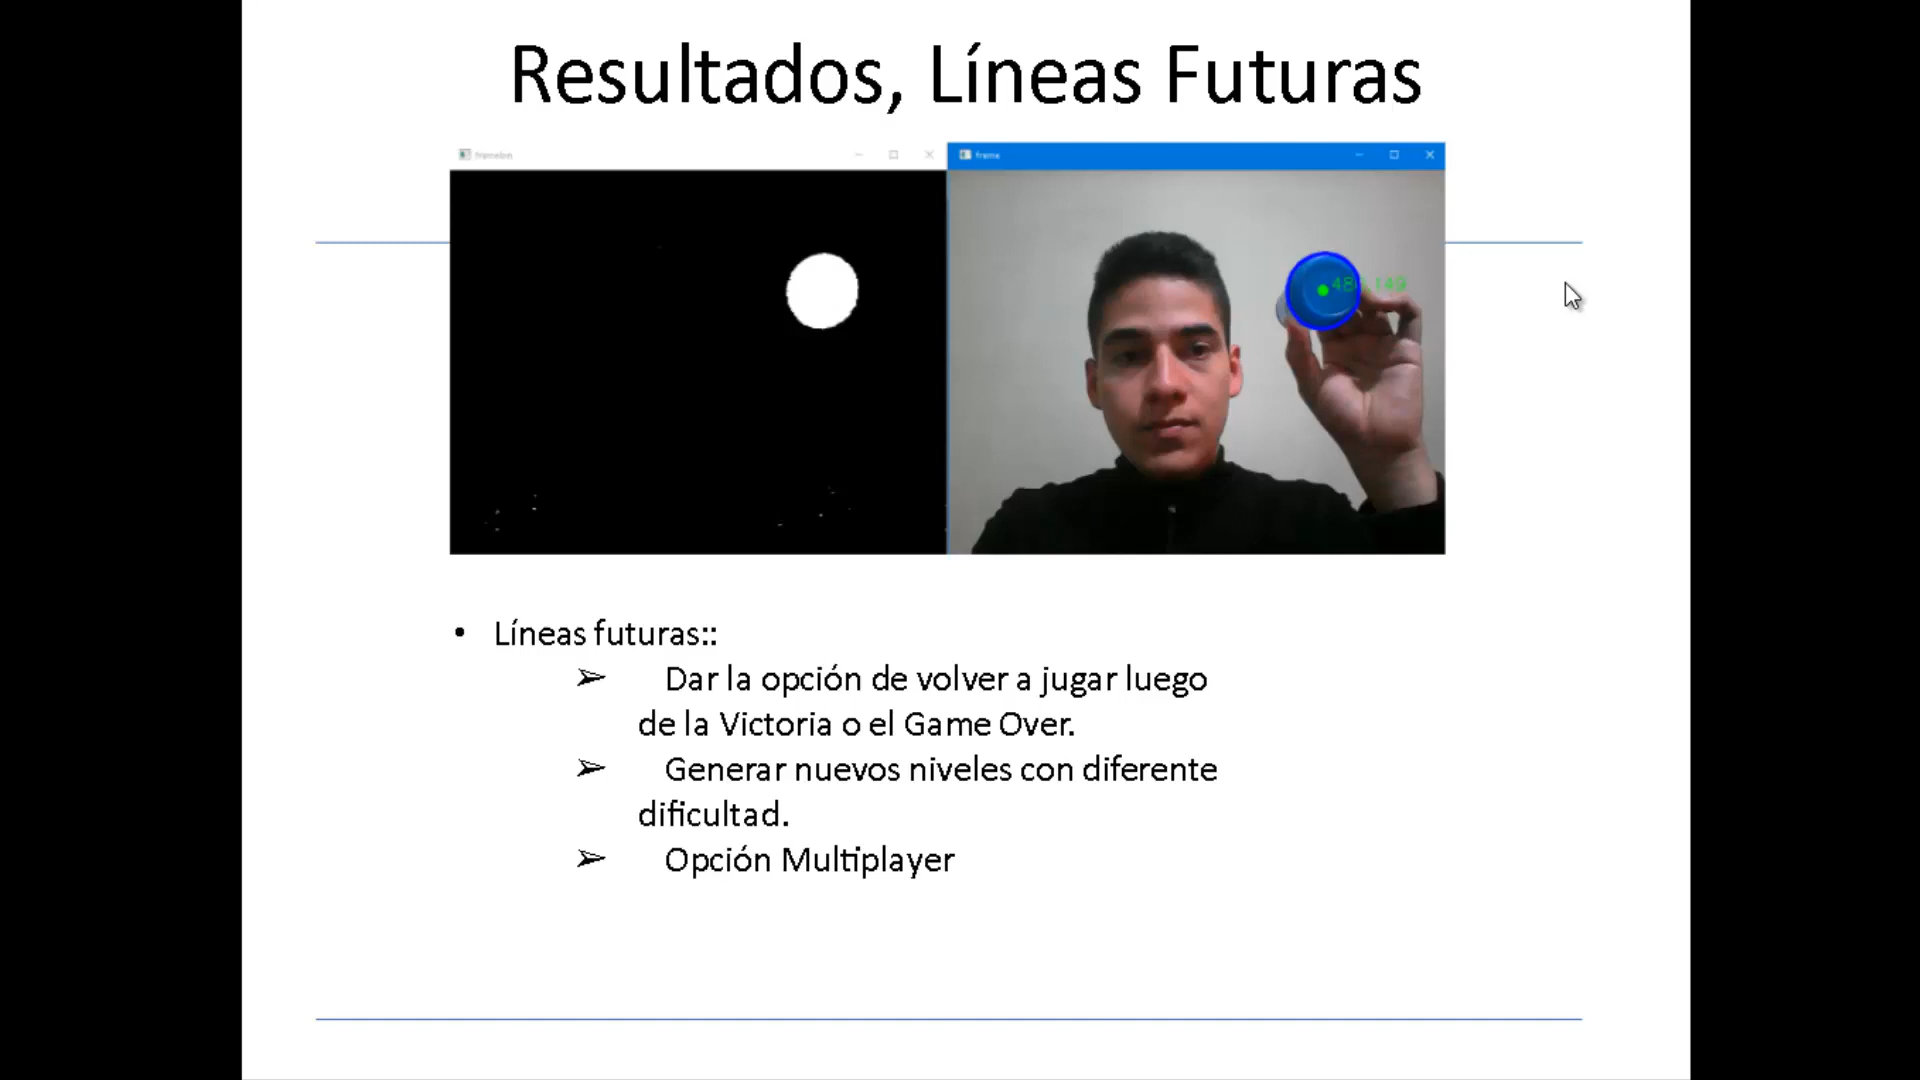 Resultados, Líneas Futuras
frame
• Líneas futuras::
➢ Dar la opción de volver a jugar luego
de la Victoria o el Game Over.
➢ Generar nuevos niveles con diferente
dificultad.
➢ Opción Multiplayer